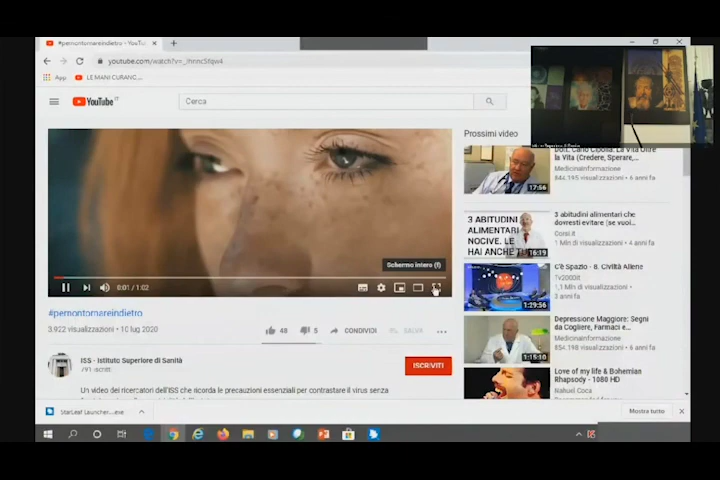 #pernontornareindietro - YouTu
youtube.com/watch?v=
App
LE MANI CURANO,...
YouTube IT
Cerca
Prossimi video
Dott. Carlo Cipolla: La Vita Oltre
la Vita (Credere, Sperare,...
MedicinaInformazione
844.195 visualizzazioni • 6 anni fa
17:56
3 ABITUDINI
ALIMENTARI
NOCIVE. LE
HAI ANCHE TU
16:19
3 abitudini alimentari che
dovresti evitare (se vuoi...
Corsi.it
1 Mln di visualizzazioni • 4 anni fa
C'è Spazio - 8. Civiltà Aliene
Tv2000it
1,1 Mln di visualizzazioni •
3 anni fa
1:29:56
Depressione Maggiore: Segni
da Cogliere, Farmaci e...
MedicinaInformazione
854.198 visualizzazioni • 6 anni fa
1:15:10
Love of my life & Bohemian
Rhapsody - 1080 HD
Nahuel Coca
Schermo intero (f)
0:01 / 1:02
#pernontornareindietro
3.922 visualizzazioni • 10 lug 2020
48
5
CONDIVIDI
SALVA
ISS - Istituto Superiore di Sanità
791 iscritti
ISCRIVITI
Un video dei ricercatori dell'ISS che ricorda le precauzioni essenziali per contrastare il virus senza
StarLeaf Launcher....exe
Mostra tutto